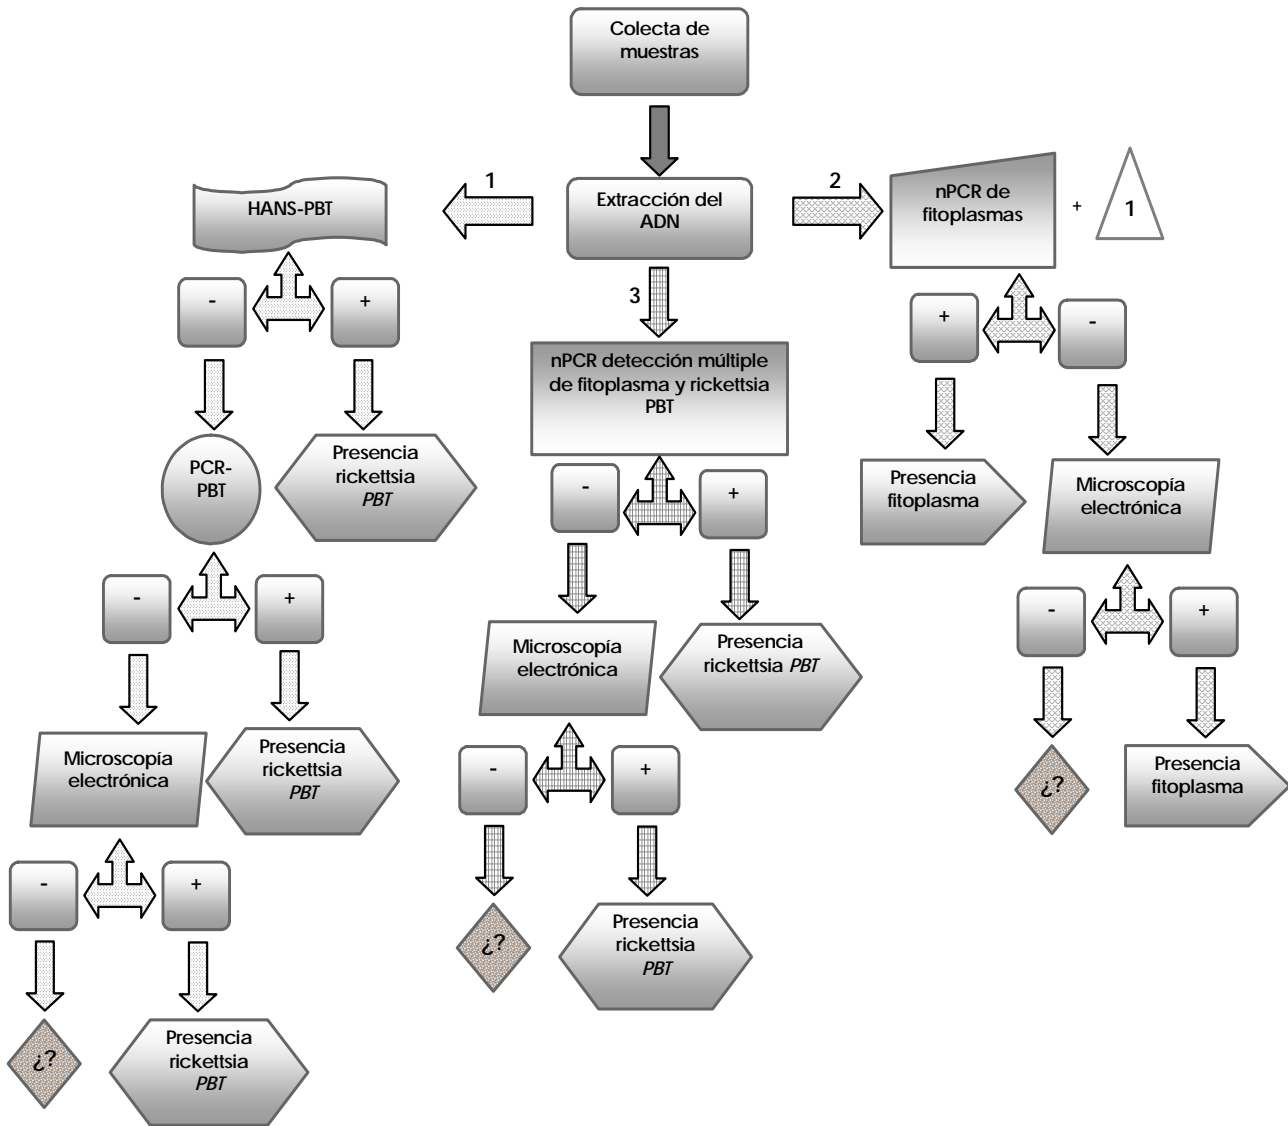 Colecta de
muestras
1
2
HANS-PBT
Extracción del
ADN
nPCR de
fitoplasmas
+
1
3
-
+
+
-
nPCR detección múltiple
de fitoplasma y rickettsia
PBT
PCR-
PBT
Presencia
rickettsia
PBT
-
+
Presencia
fitoplasma
Microscopía
electrónica
-
+
-
+
Microscopía
electrónica
Presencia
rickettsia PBT
Microscopía
electrónica
Presencia
rickettsia
PBT
-
+
¿?
Presencia
fitoplasma
-
+
¿?
Presencia
rickettsia
PBT
¿?
Presencia
rickettsia
PBT